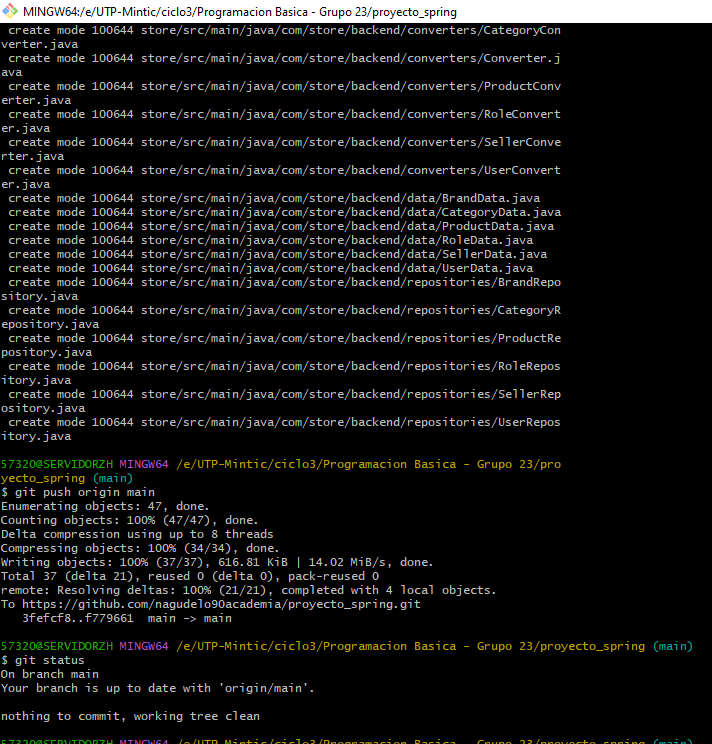 MINGW64:/e/UTP-Mintic/ciclo3/Programacion Basica - Grupo 23/proyecto_spring
create mode 100644 store/src/main/java/com/store/backend/converters/CategoryCon
verter.java
create mode 100644 store/src/main/java/com/store/backend/converters/Converter.j
ava
create mode 100644 store/src/main/java/com/store/backend/converters/ProductConv
erter.java
create mode 100644 store/src/main/java/com/store/backend/converters/RoleConvert
er.java
create mode 100644 store/src/main/java/com/store/backend/converters/SellerConve
rter.java
create mode 100644 store/src/main/java/com/store/backend/converters/UserConvert
er.java
create mode 100644 store/src/main/java/com/store/backend/data/BrandData.java
create mode 100644 store/src/main/java/com/store/backend/data/CategoryData.java
create mode 100644 store/src/main/java/com/store/backend/data/ProductData.java
create mode 100644 store/src/main/java/com/store/backend/data/RoleData.java
create mode 100644 store/src/main/java/com/store/backend/data/SellerData.java
create mode 100644 store/src/main/java/com/store/backend/data/UserData.java
create mode 100644 store/src/main/java/com/store/backend/repositories/BrandRepo
sitory.java
create mode 100644 store/src/main/java/com/store/backend/repositories/CategoryR
epository.java
create mode 100644 store/src/main/java/com/store/backend/repositories/ProductRe
pository.java
create mode 100644 store/src/main/java/com/store/backend/repositories/RoleRepos
itory.java
create mode 100644 store/src/main/java/com/store/backend/repositories/SellerRep
ository.java
create mode 100644 store/src/main/java/com/store/backend/repositories/UserRepos
itory.java
57320@SERVIDORZH MINGW64 /e/UTP-Mintic/ciclo3/Programacion Basica - Grupo 23/pro
yecto_spring (main)
$ git push origin main
Enumerating objects: 47, done.
Counting objects: 100% (47/47), done.
Delta compression using up to 8 threads
Compressing objects: 100% (34/34), done.
Writing objects: 100% (37/37), 616.81 KiB | 14.02 MiB/s, done.
Total 37 (delta 21), reused 0 (delta 0), pack-reused 0
remote: Resolving deltas: 100% (21/21), completed with 4 local objects.
To https://github.com/nagudelo90academia/proyecto_spring.git
3fefcf8..f779661 main -> main
57320@SERVIDORZH MINGW64 /e/UTP-Mintic/ciclo3/Programacion Basica - Grupo 23/proyecto_spring (main)
$ git status
On branch main
Your branch is up to date with 'origin/main'.
nothing to commit, working tree clean
57320@SERVIDORZH MINGW64 /e/UTP-Mintic/ciclo3/Programacion Basica - Grupo 23/proyecto_spring (main)